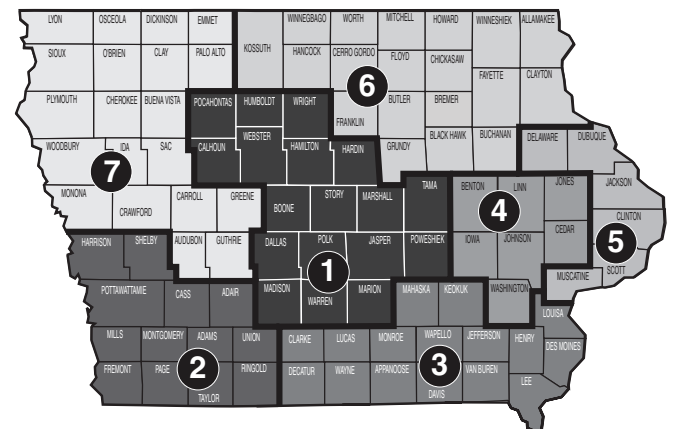 LYON OSCEOLA DICKINSON EMMET WINNEGBAGO WORTH MITCHELL HOWARD WINNESHIEK ALLAMAKEE
KOSSUTH
SIOUX O'BRIEN CLAY PALO ALTO HANCOCK CERRO GORDO FLOYD CHICKASAW
6
FAYETTE CLAYTON
PLYMOUTH CHEROKEE BUENA VISTA POCAHONTAS HUMBOLDT WRIGHT FRANKLIN BUTLER BREMER
WOODBURY IDA SAC CALHOUN WEBSTER HAMILTON HARDIN GRUNDY BLACK HAWK BUCHANAN DELAWARE DUBUQUE
7
MONONA CRAWFORD CARROLL GREENE BOONE STORY MARSHALL TAMA BENTON LINN JONES JACKSON
4
CLINTON
HARRISON SHELBY AUDUBON GUTHRIE DALLAS POLK JASPER POWESHIEK IOWA JOHNSON CEDAR
5
SCOTT
1
MUSCATINE
POTTAWATTAMIE CASS ADAIR MADISON WARREN MARION MAHASKA KEOKUK WASHINGTON LOUISA
MILLS MONTGOMERY ADAMS UNION CLARKE LUCAS MONROE WAPELLO JEFFERSON HENRY DES MOINES
2
3
FREMONT PAGE TAYLOR RINGOLD DECATUR WAYNE APPANOOSE DAVIS VAN BUREN LEE